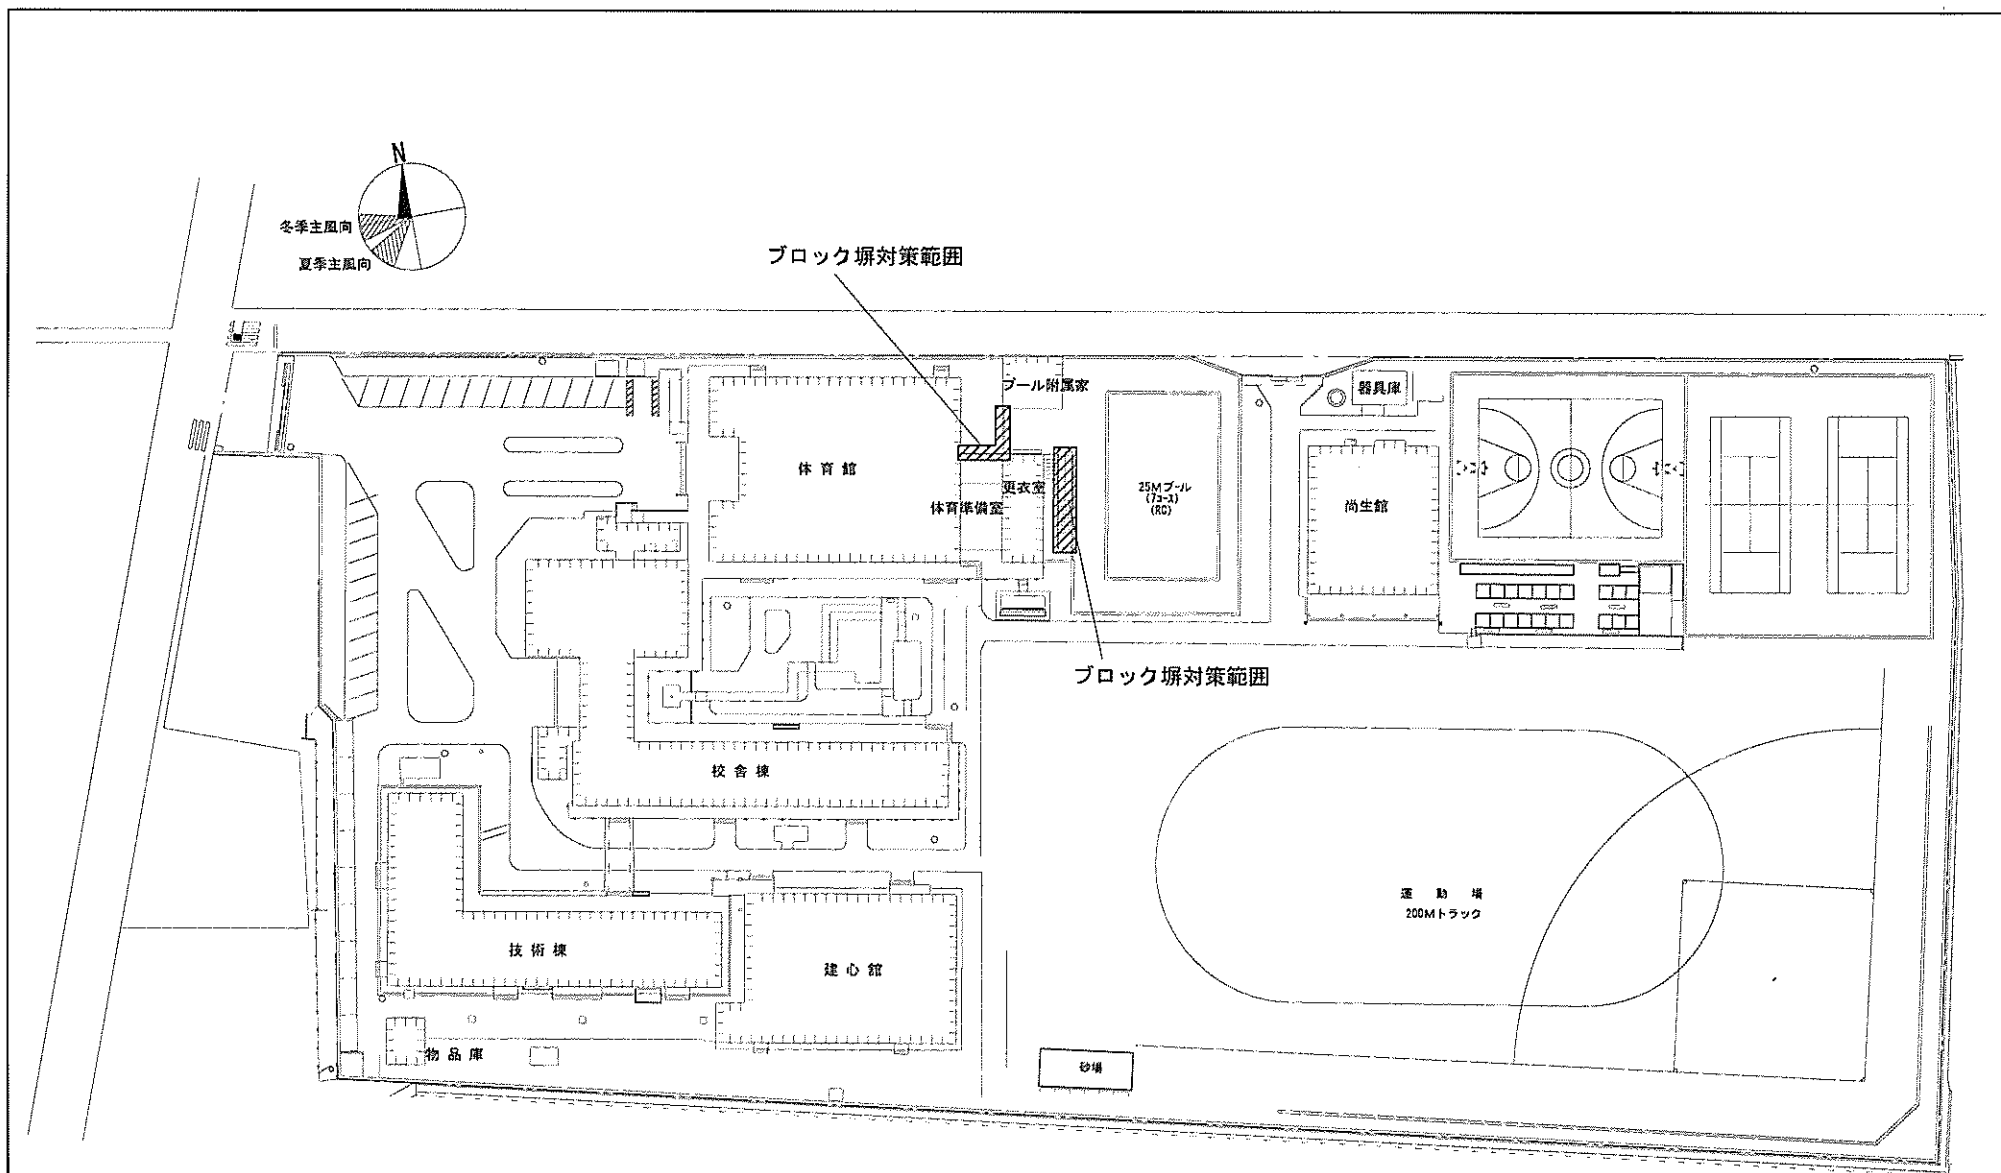 N
冬季主風向
夏季主風向
ブロック塀対策範囲
プール附属家
器具庫
体育館
体育準備室
更衣室
25Mプール
(7コース)
(RC)
尚生館
ブロック塀対策範囲
校舎棟
運動場
200Mトラック
技術棟
建心館
物品庫
砂場